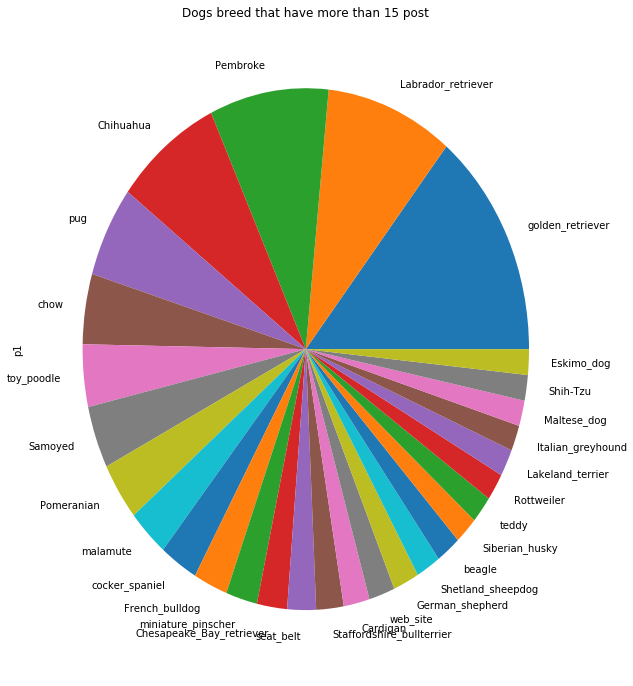 Dogs breed that have more than 15 post
Pembroke
Labrador_retriever
Chihuahua
pug
golden_retriever
chow
p1
toy_poodle
Eskimo_dog
Shih-Tzu
Maltese_dog
Samoyed
Italian_greyhound
Lakeland_terrier
Pomeranian
Rottweiler
teddy
malamute
Siberian_husky
beagle
cocker_spaniel
Shetland_sheepdog
French_bulldog
German_shepherd
miniature_pinscher
web_site
Cardigan
Chesapeake_Bay_retriever
seat_belt
Staffordshire_bullterrier